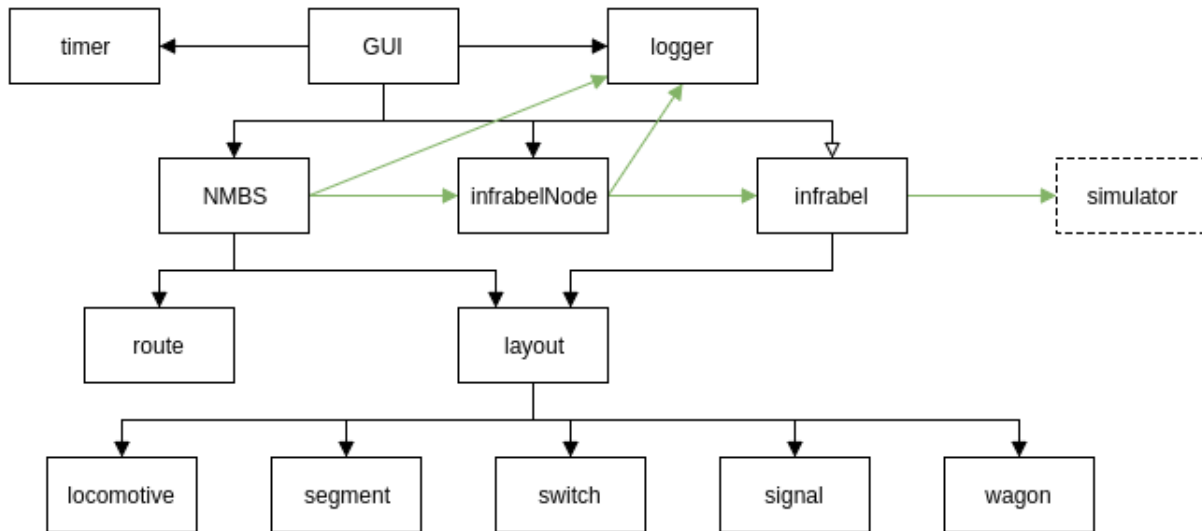 timer
GUI
logger
NMBS
infrabelNode
infrabel
simulator
route
layout
locomotive
segment
switch
signal
wagon